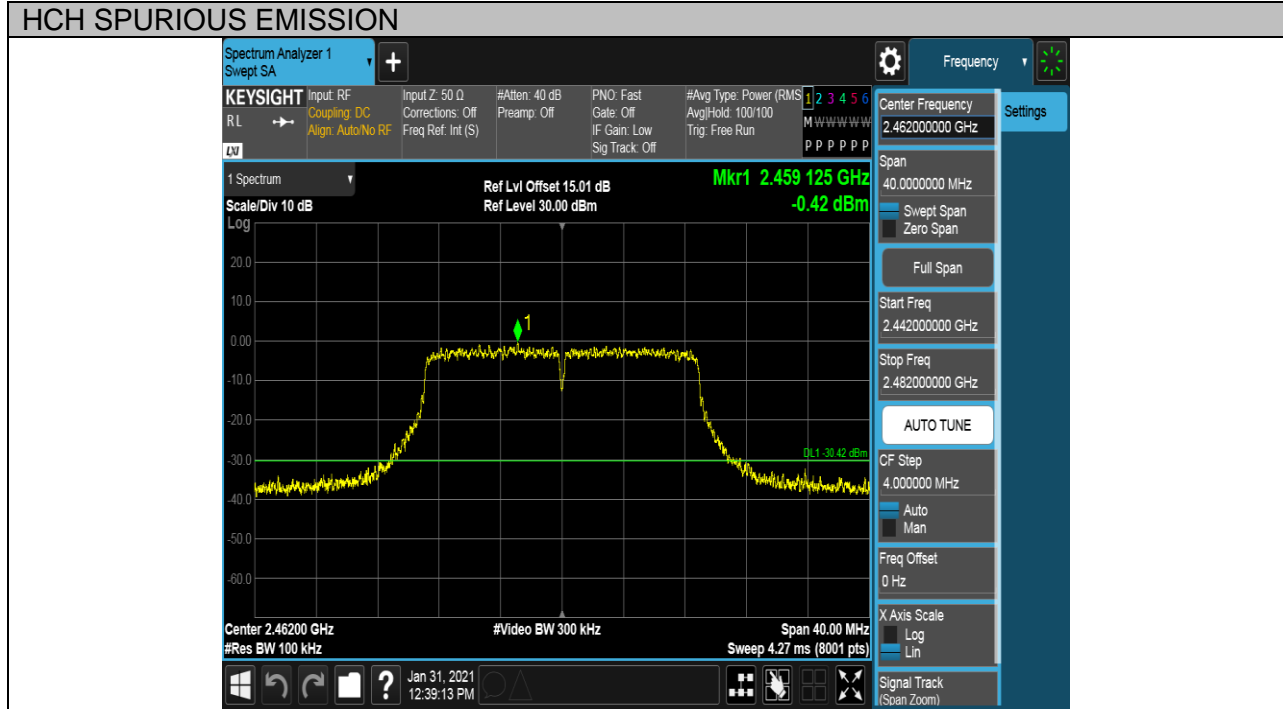 HCH SPURIOUS EMISSION
Spectrum Analyzer 1
Swept SA
Frequency
KEYSIGHT
RL
LXI
Input: RF
Coupling: DC
Align: Auto/No RF
Input Z: 50 Ω
Corrections: Off
Freq Ref: Int (S)
#Atten: 40 dB
Preamp: Off
PNO: Fast
Gate: Off
IF Gain: Low
Sig Track: Off
#Avg Type: Power (RMS
Avg|Hold: 100/100
Trig: Free Run
1 2 3 4 5 6
M W W W W W
P P P P P P
Center Frequency
2.462000000 GHz
Settings
1 Spectrum
Scale/Div 10 dB
Log
Ref Lvl Offset 15.01 dB
Ref Level 30.00 dBm
Mkr1 2.459 125 GHz
-0.42 dBm
Span
40.0000000 MHz
Swept Span
Zero Span
Full Span
Start Freq
2.442000000 GHz
Stop Freq
2.482000000 GHz
AUTO TUNE
CF Step
4.000000 MHz
Auto
Man
Freq Offset
0 Hz
X Axis Scale
Log
Lin
Signal Track
(Span Zoom)
20.0
10.0
0.00
-10.0
-20.0
-30.0
-40.0
-50.0
-60.0
1
DL1 -30.42 dBm
Center 2.46200 GHz
#Res BW 100 kHz
#Video BW 300 kHz
Span 40.00 MHz
Sweep 4.27 ms (8001 pts)
?
Jan 31, 2021
12:39:13 PM